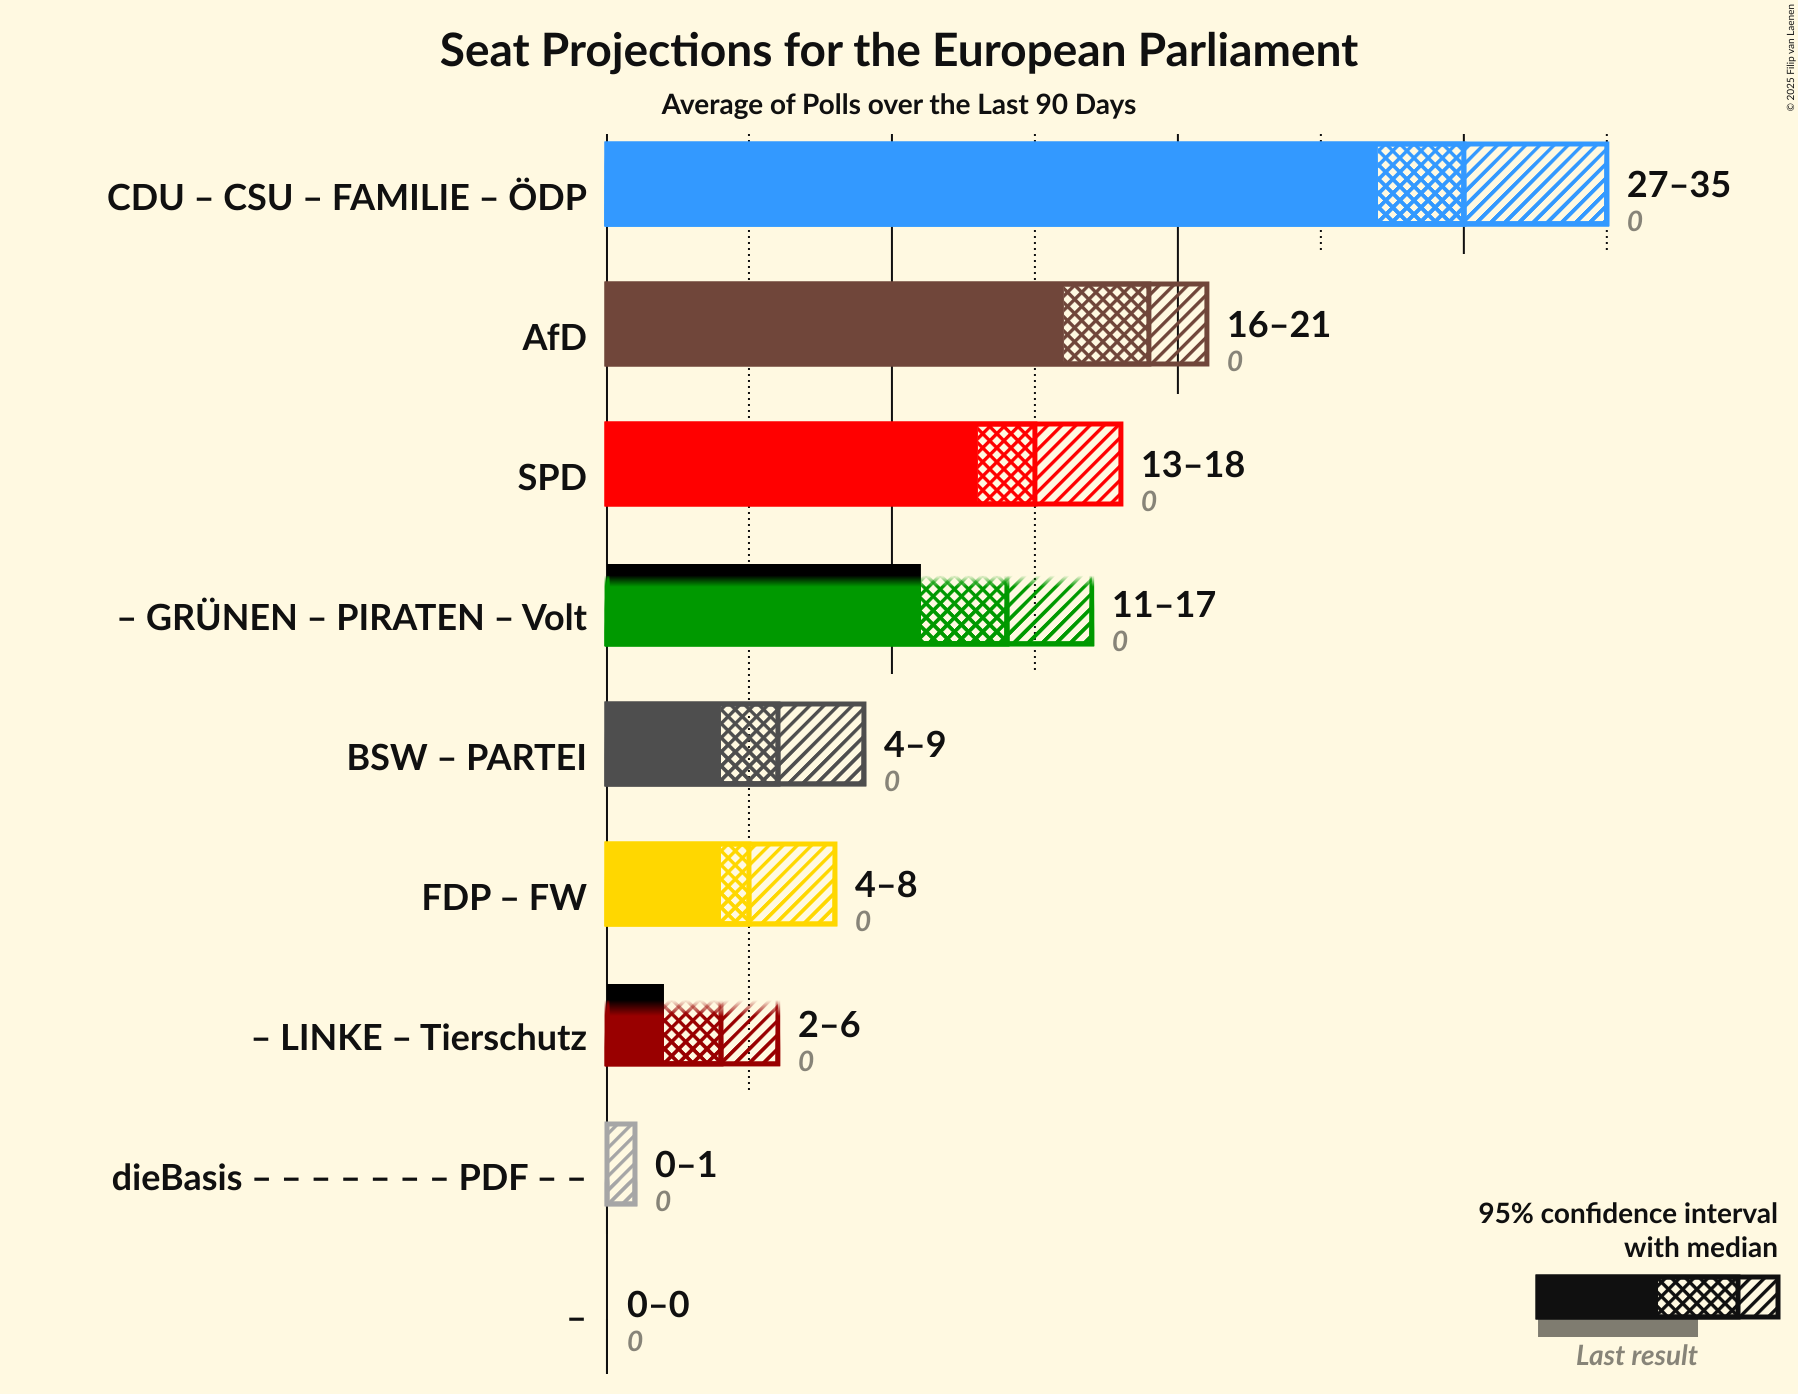 Seat Projections for the European Parliament
Average of Polls over the Last 90 Days
© 2025 Filip van Laenen
CDU – CSU – FAMILIE – ÖDP
27–35
0
AfD
16–21
0
SPD
13–18
0
– GRÜNEN – PIRATEN – Volt
11–17
0
BSW – PARTEI
4–9
0
FDP – FW
4–8
0
– LINKE – Tierschutz
2–6
0
dieBasis – – – – – – – PDF – –
0–1
0
–
0–0
0
95% confidence interval
with median
Last result